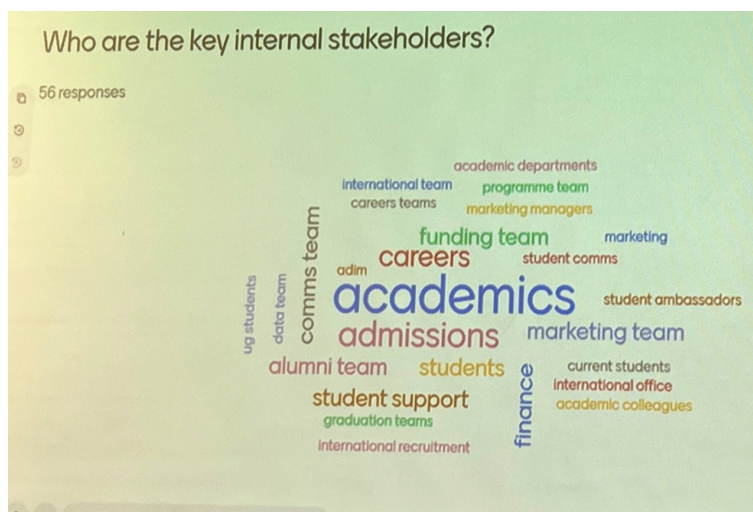 Who are the key internal stakeholders?
56 responses
academic departments
international team
programme team
careers teams
marketing managers
comms team
funding team
marketing
careers
student comms
adim
ug students
data team
academics
student ambassadors
admissions
marketing team
alumni team
students
current students
finance
international office
student support
academic colleagues
graduation teams
international recruitment